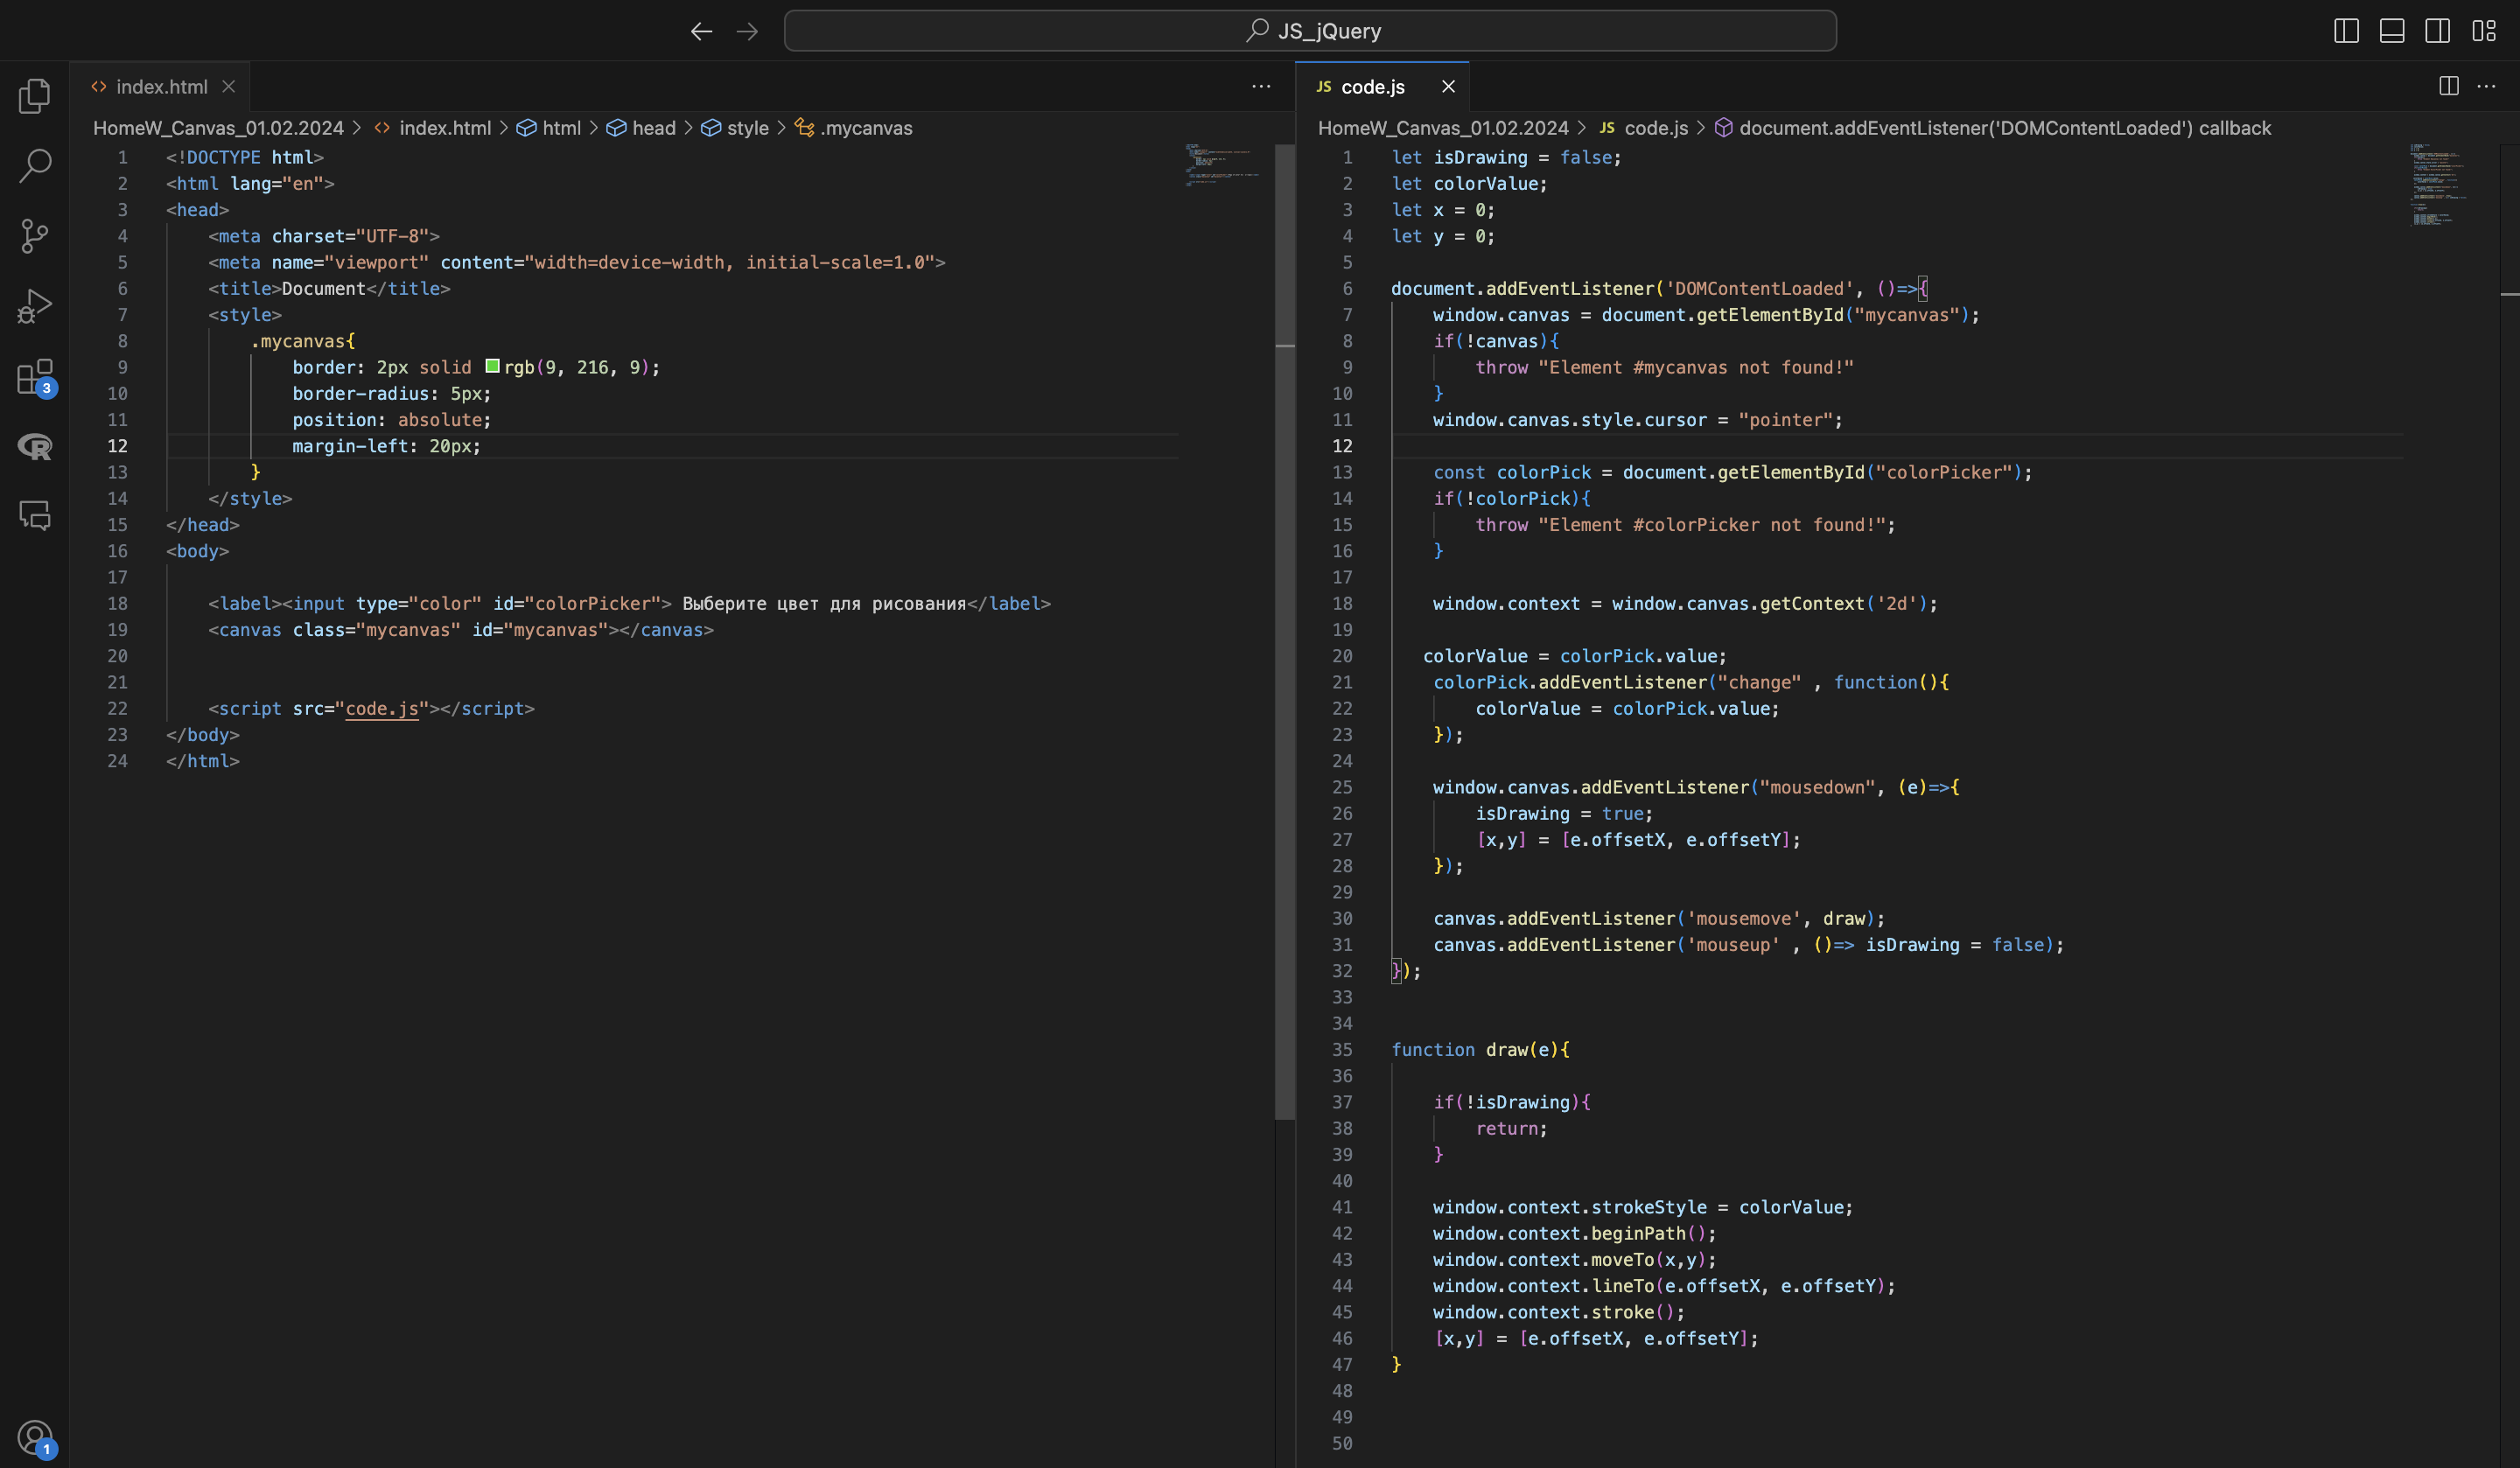 JS_jQuery
index.html
HomeW_Canvas_01.02.2024 > index.html > html > head > style > .mycanvas
1 <!DOCTYPE html>
2 <html lang="en">
3 <head>
4 <meta charset="UTF-8">
5 <meta name="viewport" content="width=device-width, initial-scale=1.0">
6 <title>Document</title>
7 <style>
8 .mycanvas{
9 border: 2px solid rgb(9, 216, 9);
10 border-radius: 5px;
11 position: absolute;
12 margin-left: 20px;
13 }
14 </style>
15 </head>
16 <body>
17
18 <label><input type="color" id="colorPicker"> Выберите цвет для рисования</label>
19 <canvas class="mycanvas" id="mycanvas"></canvas>
20
21
22 <script src="code.js"></script>
23 </body>
24 </html>
3
1
JS code.js
HomeW_Canvas_01.02.2024 > JS code.js > document.addEventListener('DOMContentLoaded') callback
1 let isDrawing = false;
2 let colorValue;
3 let x = 0;
4 let y = 0;
5
6 document.addEventListener('DOMContentLoaded', ()=>{
7 window.canvas = document.getElementById("mycanvas");
8 if(!canvas){
9 throw "Element #mycanvas not found!"
10 }
11 window.canvas.style.cursor = "pointer";
12
13 const colorPick = document.getElementById("colorPicker");
14 if(!colorPick){
15 throw "Element #colorPicker not found!";
16 }
17
18 window.context = window.canvas.getContext('2d');
19
20 colorValue = colorPick.value;
21 colorPick.addEventListener("change" , function(){
22 colorValue = colorPick.value;
23 });
24
25 window.canvas.addEventListener("mousedown", (e)=>{
26 isDrawing = true;
27 [x,y] = [e.offsetX, e.offsetY];
28 });
29
30 canvas.addEventListener('mousemove', draw);
31 canvas.addEventListener('mouseup' , ()=> isDrawing = false);
32 });
33
34
35 function draw(e){
36
37 if(!isDrawing){
38 return;
39 }
40
41 window.context.strokeStyle = colorValue;
42 window.context.beginPath();
43 window.context.moveTo(x,y);
44 window.context.lineTo(e.offsetX, e.offsetY);
45 window.context.stroke();
46 [x,y] = [e.offsetX, e.offsetY];
47 }
48
49
50